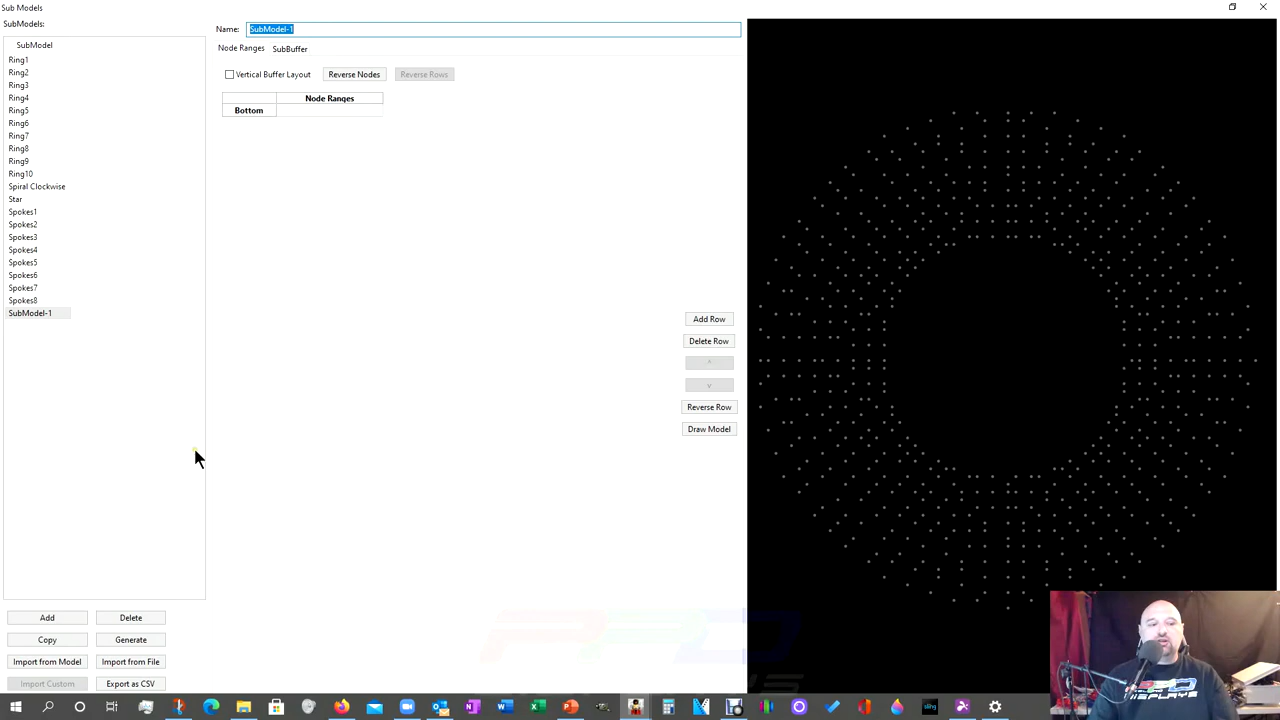 Sub Models
SubModels:
SubModel
Ring1
Ring2
Ring3
Ring4
Ring5
Ring6
Ring7
Ring8
Ring9
Ring10
Spiral Clockwise
Star
Spokes1
Spokes2
Spokes3
Spokes4
Spokes5
Spokes6
Spokes7
Spokes8
SubModel-1
Add Delete
Copy Generate
Import from Model Import from File
Import Custom Export as CSV
Name: SubModel-1
Node Ranges SubBuffer
Vertical Buffer Layout Reverse Nodes Reverse Rows
Node Ranges
Bottom
Add Row
Delete Row
^
v
Reverse Row
Draw Model
sling